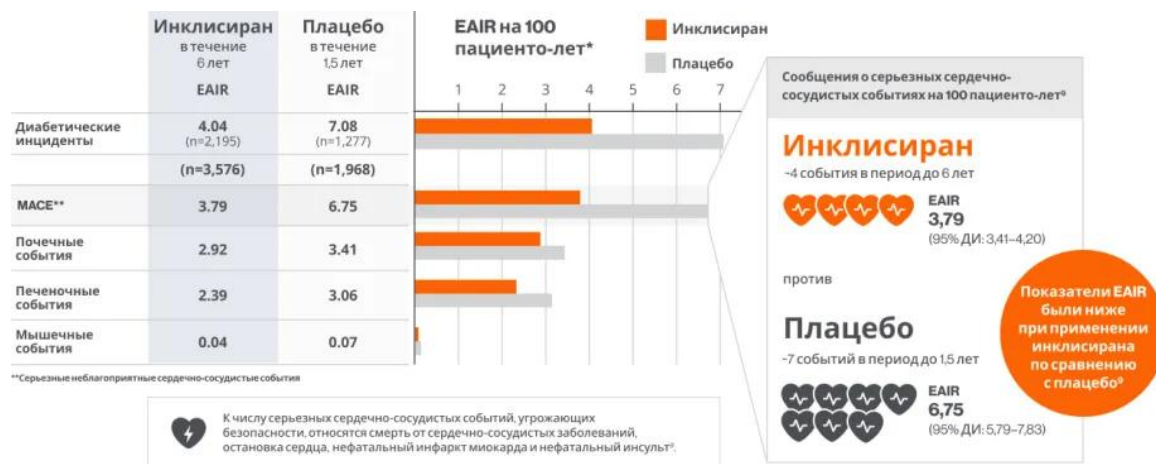 Инклисиран
в течение
6 лет
EAIR
Плацебо
в течение
1,5 лет
EAIR
EAIR на 100
пациенто-лет*
Инклисиран
Плацебо
1 2 3 4 5 6 7
Диабетические
инциденты
4.04
(n=2,195)
7.08
(n=1,277)
(n=3,576)
(n=1,968)
MACE**
3.79
6.75
Почечные
события
2.92
3.41
Печеночные
события
2.39
3.06
Мышечные
события
0.04
0.07
**Серьезные неблагоприятные сердечно-сосудистые события
К числу серьезных сердечно-сосудистых событий, угрожающих
безопасности, относятся смерть от сердечно-сосудистых заболеваний,
остановка сердца, нефатальный инфаркт миокарда и нефатальный инсульт⁹.
Сообщения о серьезных сердечно-
сосудистых событиях на 100 пациенто-лет⁹
Инклисиран
~4 события в период до 6 лет
EAIR
3,79
(95% ДИ: 3,41–4,20)
против
Плацебо
~7 событий в период до 1,5 лет
EAIR
6,75
(95% ДИ: 5,79–7,83)
Показатели EAIR
были ниже
при применении
инклисирана
по сравнению
с плацебо⁹